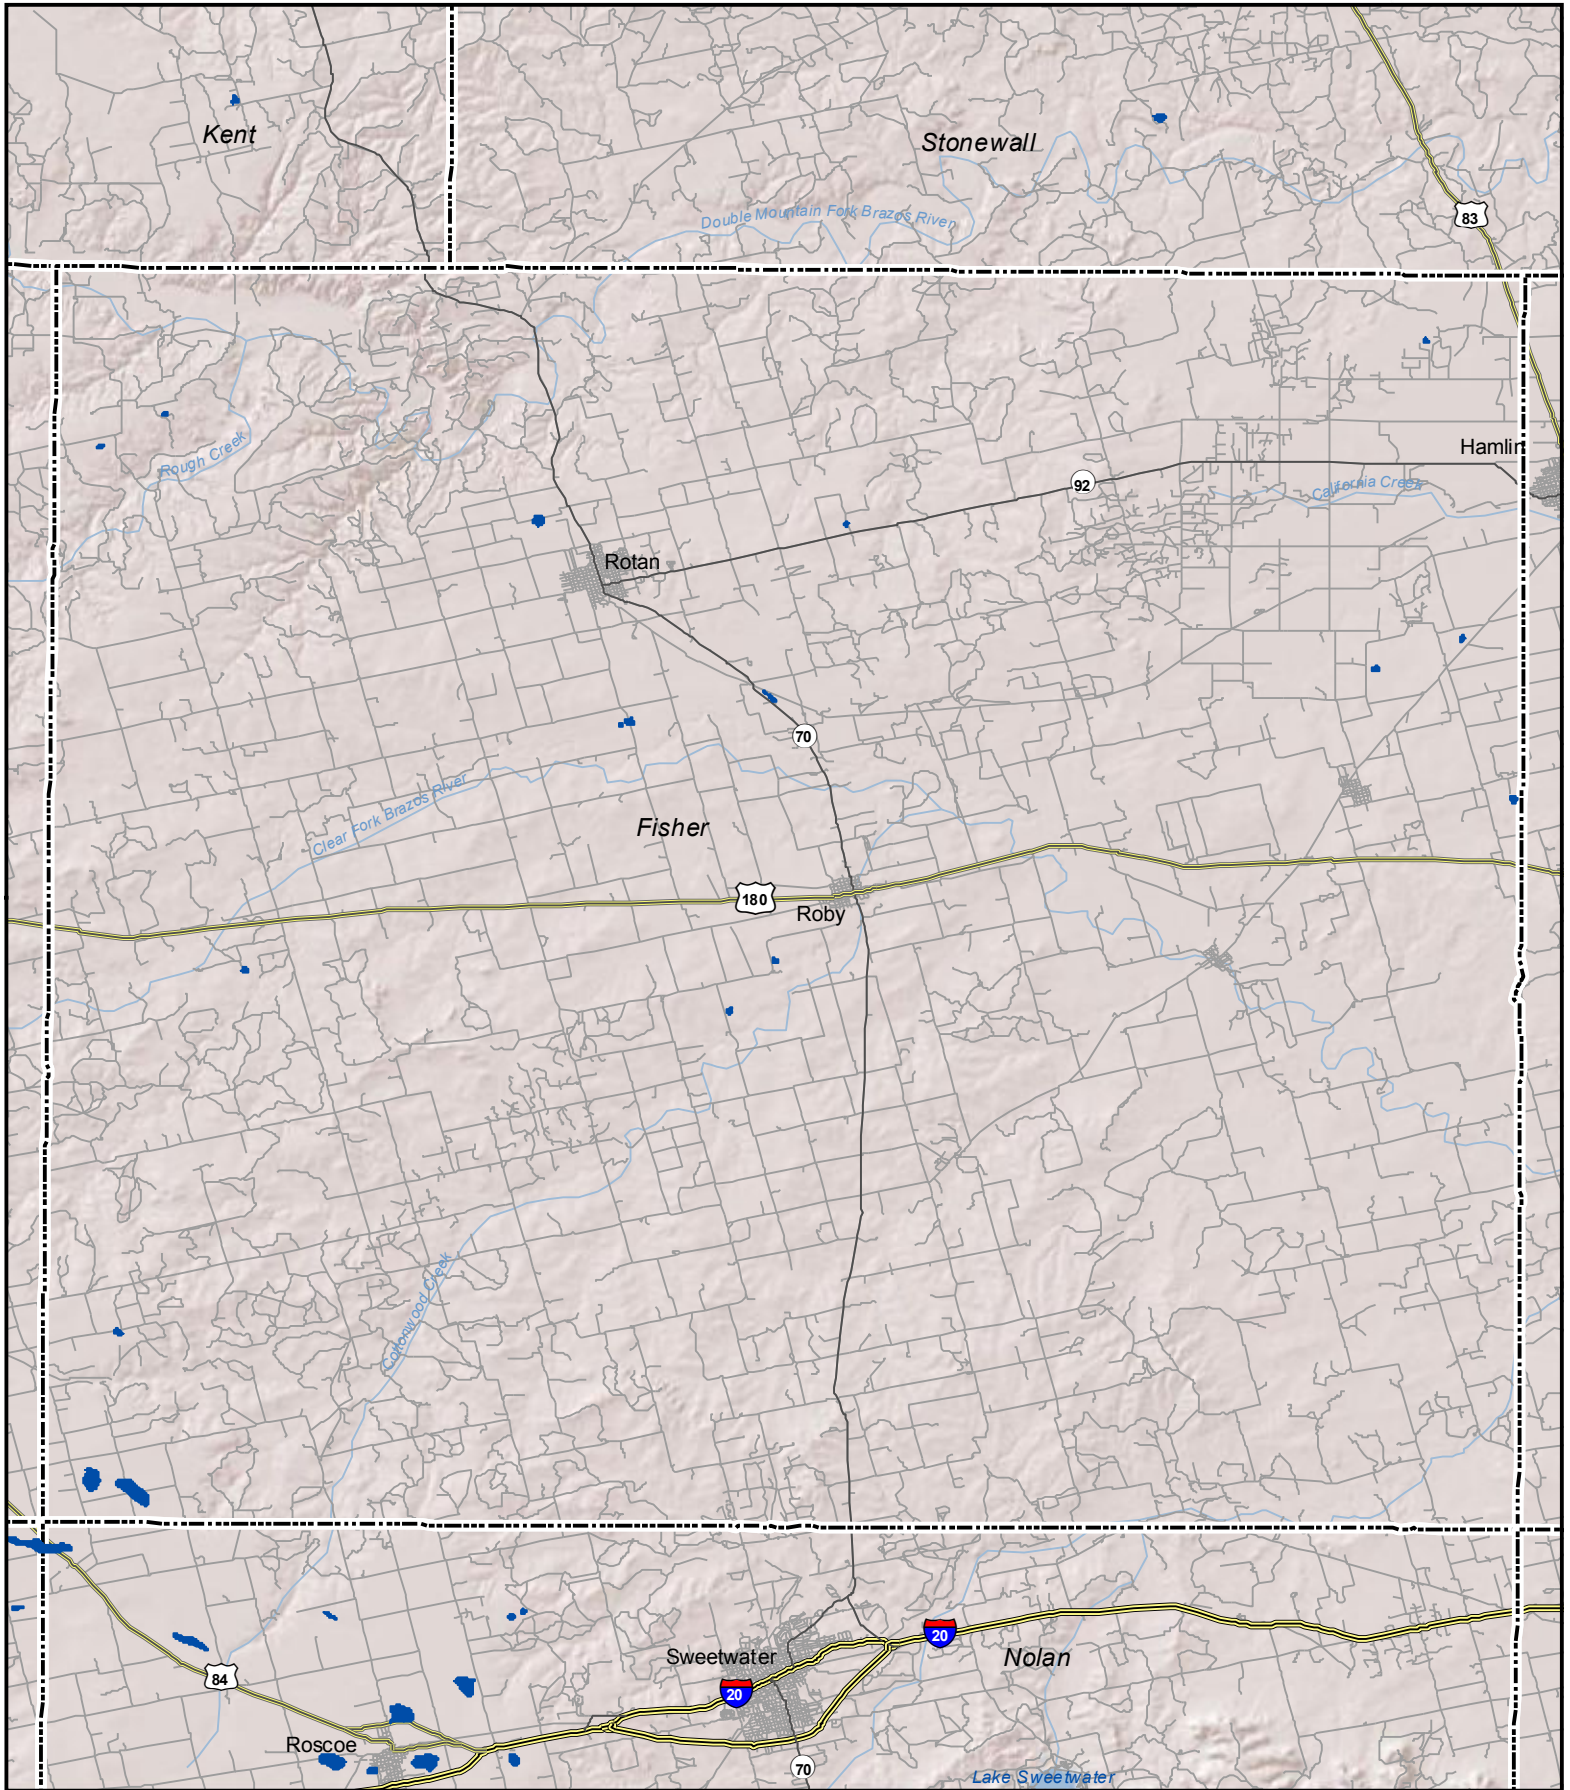 Kent
Stonewall
Double Mountain Fork Brazos River
83
Hamlin
Rough Creek
92
California Creek
Rotan
70
Clear Fork Brazos River
Fisher
180
Roby
Cottonwood Creek
20
Sweetwater
Nolan
84
20
Roscoe
70
Lake Sweetwater